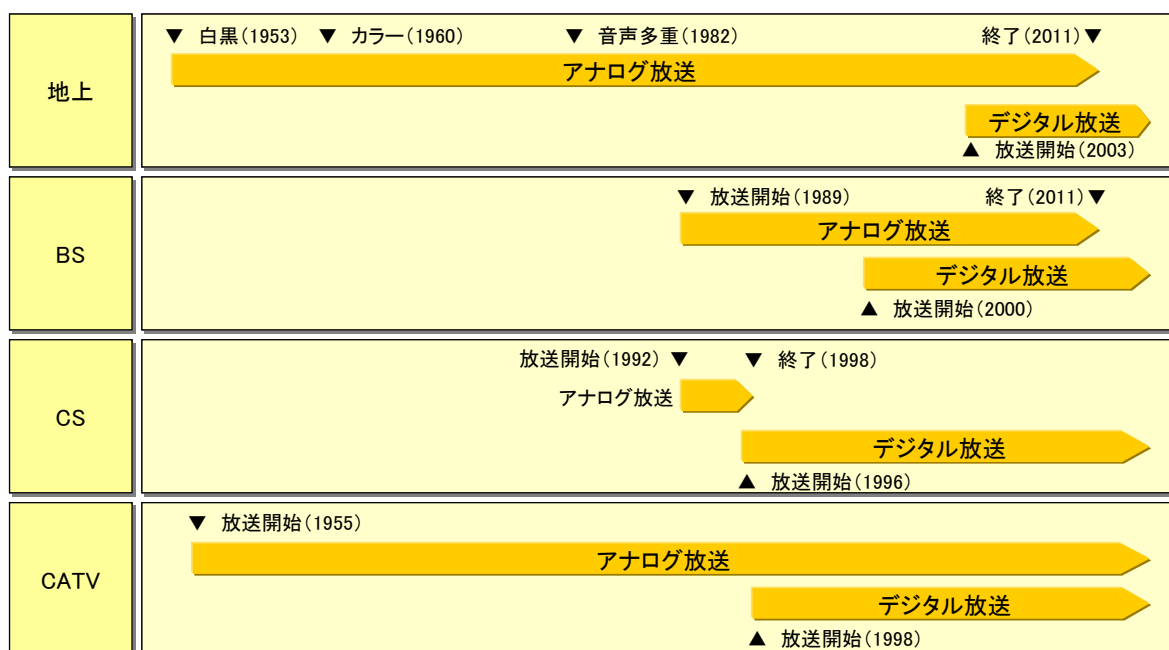 地上
▼ 白黒(1953) ▼ カラー(1960) ▼ 音声多重(1982) 終了(2011)▼
アナログ放送
デジタル放送
▲ 放送開始(2003)
BS
▼ 放送開始(1989) 終了(2011)▼
アナログ放送
デジタル放送
▲ 放送開始(2000)
CS
放送開始(1992) ▼ ▼ 終了(1998)
アナログ放送
デジタル放送
▲ 放送開始(1996)
CATV
▼ 放送開始(1955)
アナログ放送
デジタル放送
▲ 放送開始(1998)